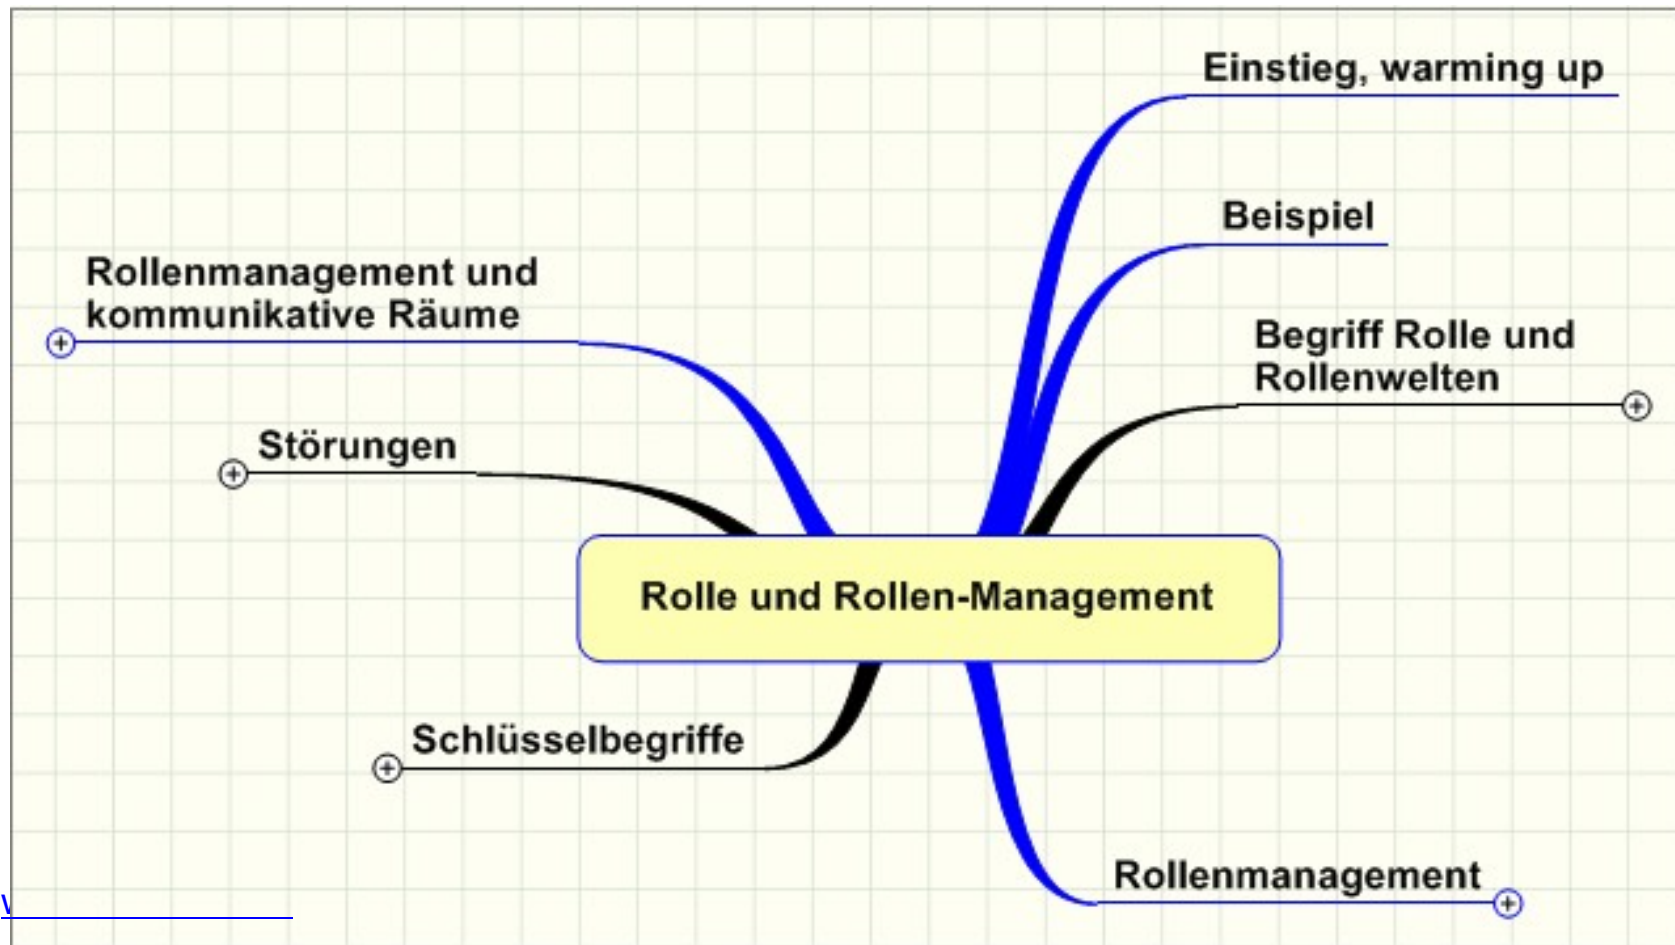 Einstieg, warming up
Beispiel
Rollenmanagement und
kommunikative Räume
Begriff Rolle und
Rollenwelten
Störungen
Rolle und Rollen-Management
Schlüsselbegriffe
Rollenmanagement